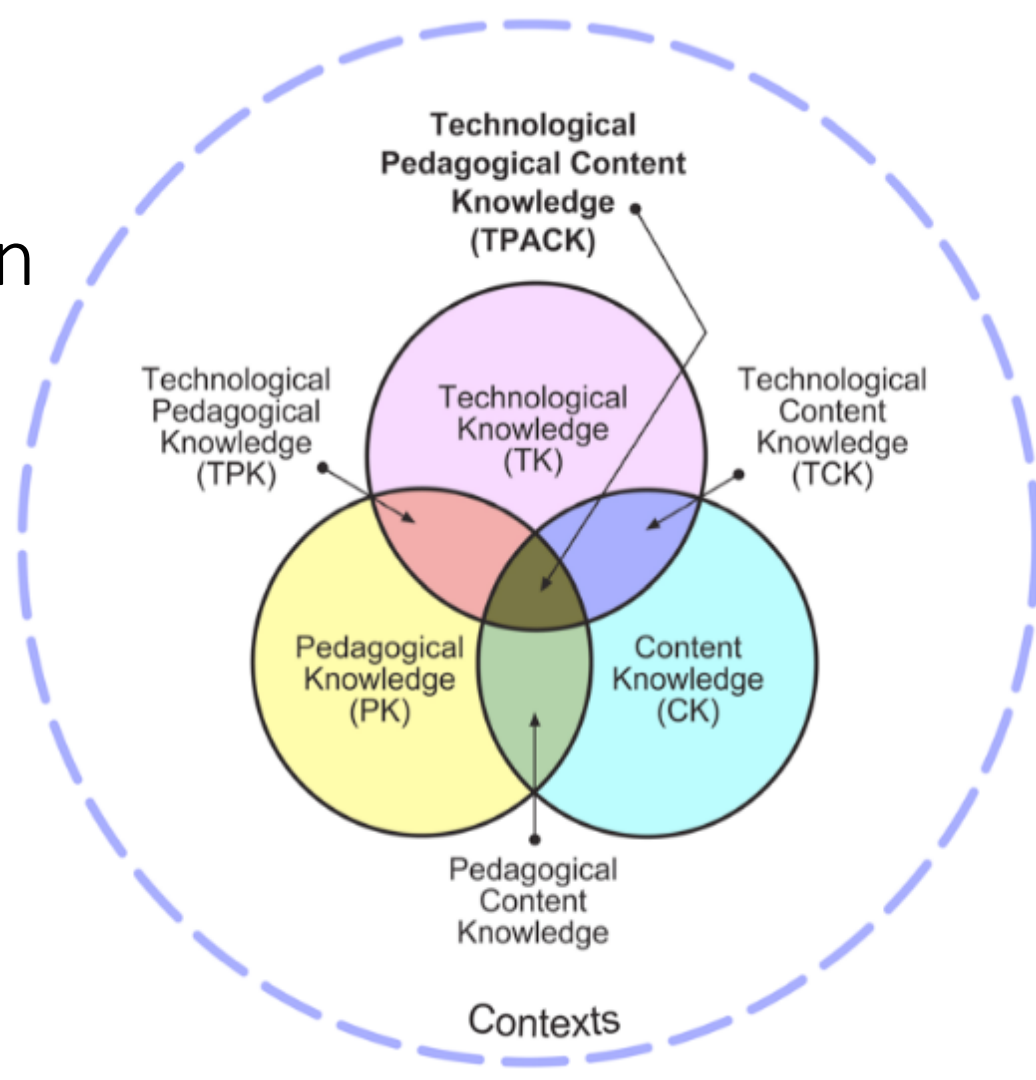 Technological
Pedagogical Content
Knowledge
(TPACK)
n
Technological
Pedagogical
Knowledge
(TPK)
Technological
Knowledge
(TK)
Technological
Content
Knowledge
(TCK)
Pedagogical
Knowledge
(PK)
Content
Knowledge
(CK)
Pedagogical
Content
Knowledge
Contexts